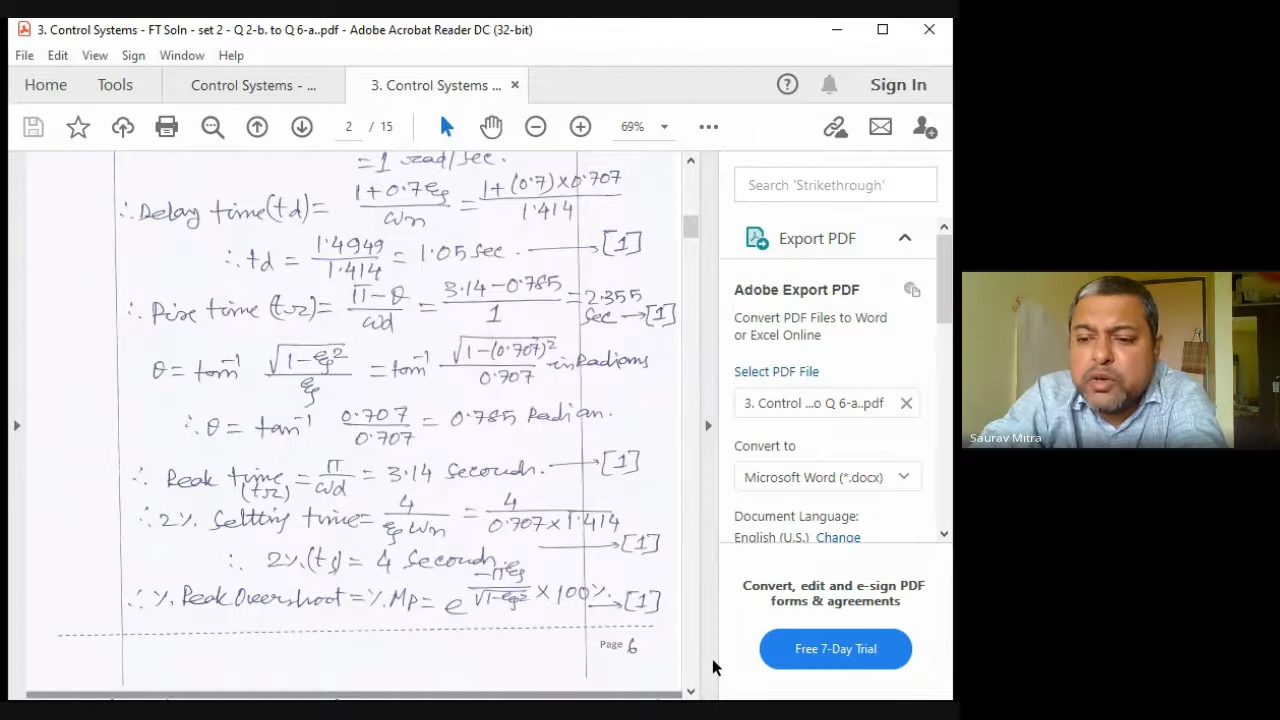 3. Control Systems - FT Soln - set 2 - Q 2-b. to Q 6-a..pdf - Adobe Acrobat Reader DC (32-bit)
File Edit View Sign Window Help
Home Tools Control Systems - ... 3. Control Systems ... × Sign In
2 / 15 69%
= 1 rad/sec.
∴ Delay time (td) = (1+0.7ξ)/ωn = (1+(0.7)×0.707)/1.414
∴ td = 1.4949/1.414 = 1.05 sec. → [1]
∴ Rise time (tr) = (π-θ)/ωd = (3.14-0.785)/1 = 2.355 sec → [1]
θ = tan⁻¹ √(1-ξ²)/ξ = tan⁻¹ √(1-(0.707)²)/0.707 in Radians
∴ θ = tan⁻¹ 0.707/0.707 = 0.785 Radian.
∴ Peak time = π/ωd = 3.14 Seconds. → [1]
∴ 2% Settling time = 4/(ξωn) = 4/(0.707×1.414)
→ [1]
∴ 2% (ts) = 4 Seconds.
∴ % Peak Overshoot = % Mp = e^(-πξ/√(1-ξ²)) × 100%. → [1]
Page 6
Search 'Strikethrough'
Export PDF
Adobe Export PDF
Convert PDF Files to Word
or Excel Online
Select PDF File
3. Control ...o Q 6-a..pdf ×
Convert to
Microsoft Word (*.docx)
Document Language:
English (U.S.) Change
Convert, edit and e-sign PDF
forms & agreements
Free 7-Day Trial
Saurav Mitra